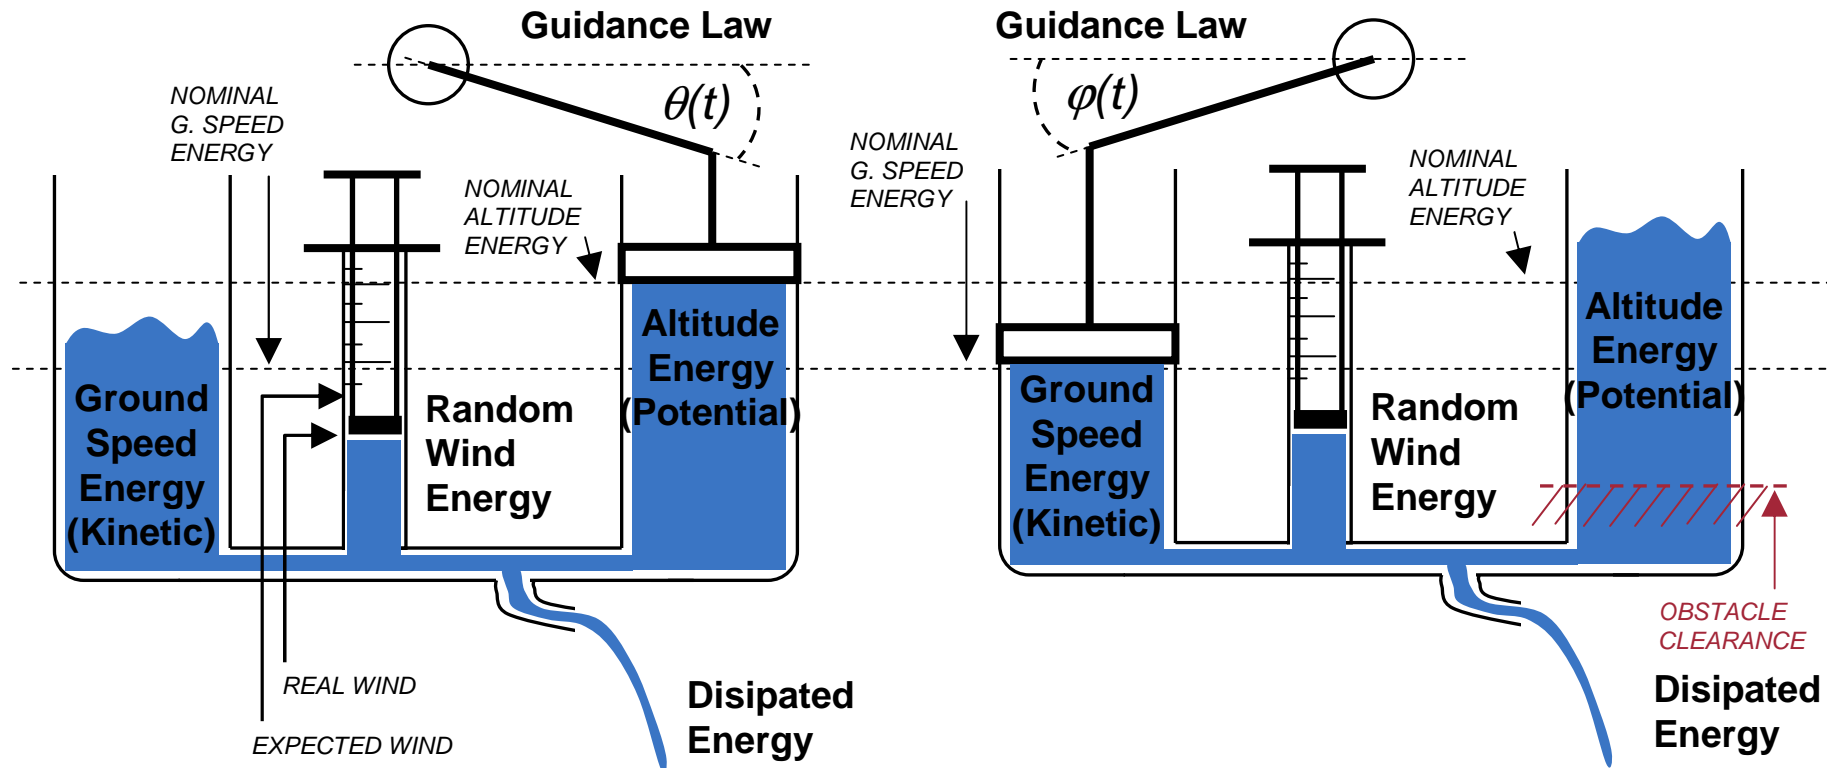 Guidance Law
θ(t)
NOMINAL
G. SPEED
ENERGY
NOMINAL
ALTITUDE
ENERGY
Ground
Speed
Energy
(Kinetic)
Random
Wind
Energy
Altitude
Energy
(Potential)
REAL WIND
EXPECTED WIND
Disipated
Energy
Guidance Law
φ(t)
NOMINAL
G. SPEED
ENERGY
NOMINAL
ALTITUDE
ENERGY
Ground
Speed
Energy
(Kinetic)
Random
Wind
Energy
Altitude
Energy
(Potential)
OBSTACLE
CLEARANCE
Disipated
Energy